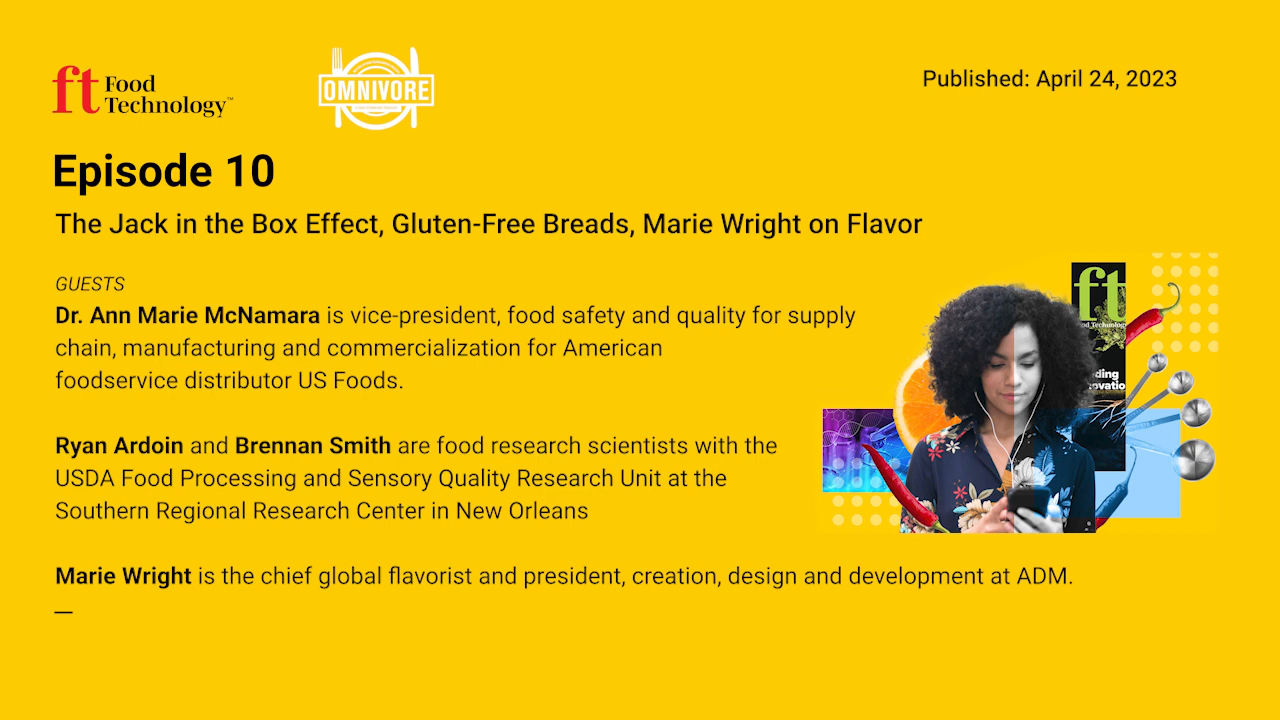 ft Food
Technology™
OMNIVORE
Published: April 24, 2023
Episode 10
The Jack in the Box Effect, Gluten-Free Breads, Marie Wright on Flavor
GUESTS
Dr. Ann Marie McNamara is vice-president, food safety and quality for supply
chain, manufacturing and commercialization for American
foodservice distributor US Foods.
Ryan Ardoin and Brennan Smith are food research scientists with the
USDA Food Processing and Sensory Quality Research Unit at the
Southern Regional Research Center in New Orleans
Marie Wright is the chief global flavorist and president, creation, design and development at ADM.
—
ft